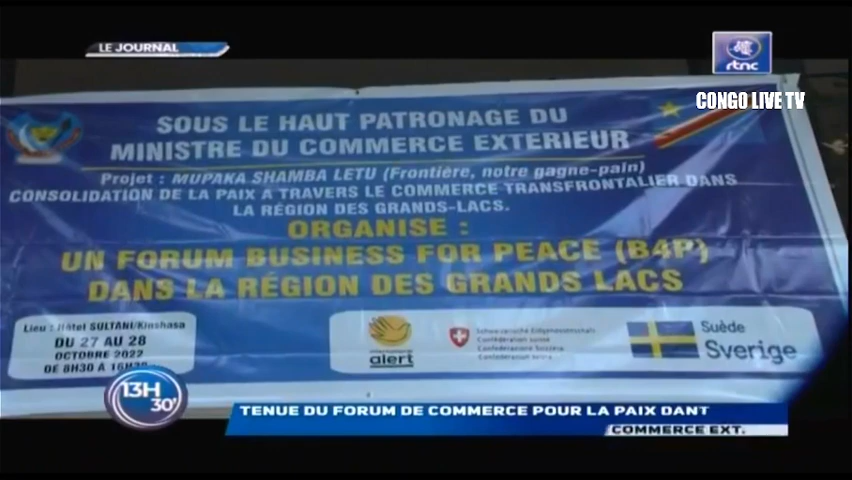 LE JOURNAL
rtnc
CONGO LIVE TV
SOUS LE HAUT PATRONAGE DU
MINISTRE DU COMMERCE EXTERIEUR
Projet : MUPAKA SHAMBA LETU (Frontière, notre gagne-pain)
CONSOLIDATION DE LA PAIX A TRAVERS LE COMMERCE TRANSFRONTALIER DANS
LA RÉGION DES GRANDS-LACS.
ORGANISE :
UN FORUM BUSINESS FOR PEACE (B4P)
DANS LA RÉGION DES GRANDS LACS
Lieu : Hôtel SULTANI/Kinshasa
DU 27 AU 28
OCTOBRE 2022
DE 8H30 À 16H30
international
alert
Schweizerische Eidgenossenschaft
Confédération suisse
Confederazione Svizzera
Confederaziun svizra
Suède
Sverige
13H
30'
TENUE DU FORUM DE COMMERCE POUR LA PAIX DANT
COMMERCE EXT.